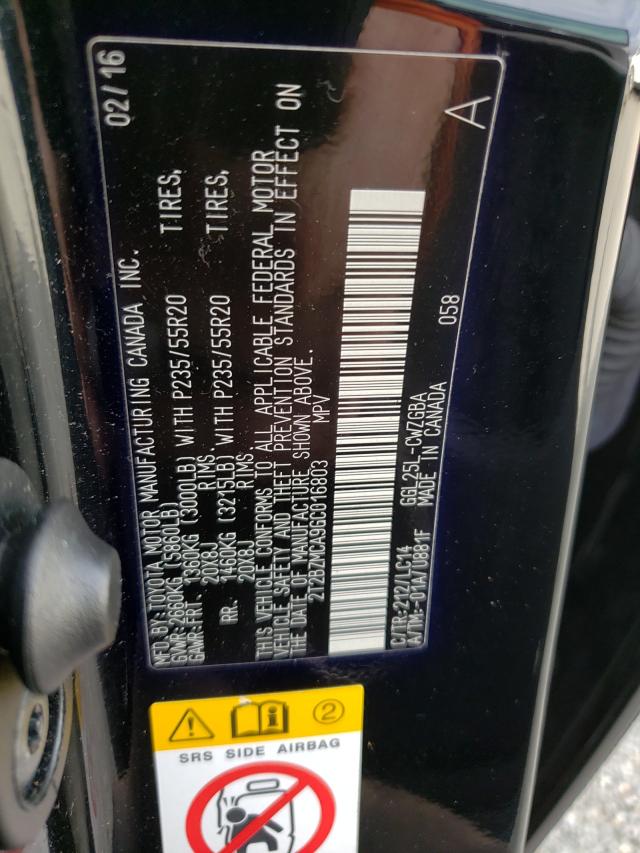 MFD.BY:TOYOTA MOTOR MANUFACTURING CANADA INC. 02/16
GVWR:2660KG(5860LB)
GAWR:FRT. 1360KG (3000LB) WITH P235/55R20 TIRES.
20X8J RIMS.
RR. 1460KG (3215LB) WITH P235/55R20 TIRES.
20X8J RIMS.
THIS VEHICLE CONFORMS TO ALL APPLICABLE FEDERAL MOTOR
VEHICLE SAFETY AND THEFT PREVENTION STANDARDS IN EFFECT ON
THE DATE OF MANUFACTURE SHOWN ABOVE.
2T2BZMCA9GC016803 MPV
C/TR:212/LC14 GGL25L-CWZGBA 058
A/TM:-01A/U881F MADE IN CANADA A
2
SRS SIDE AIRBAG